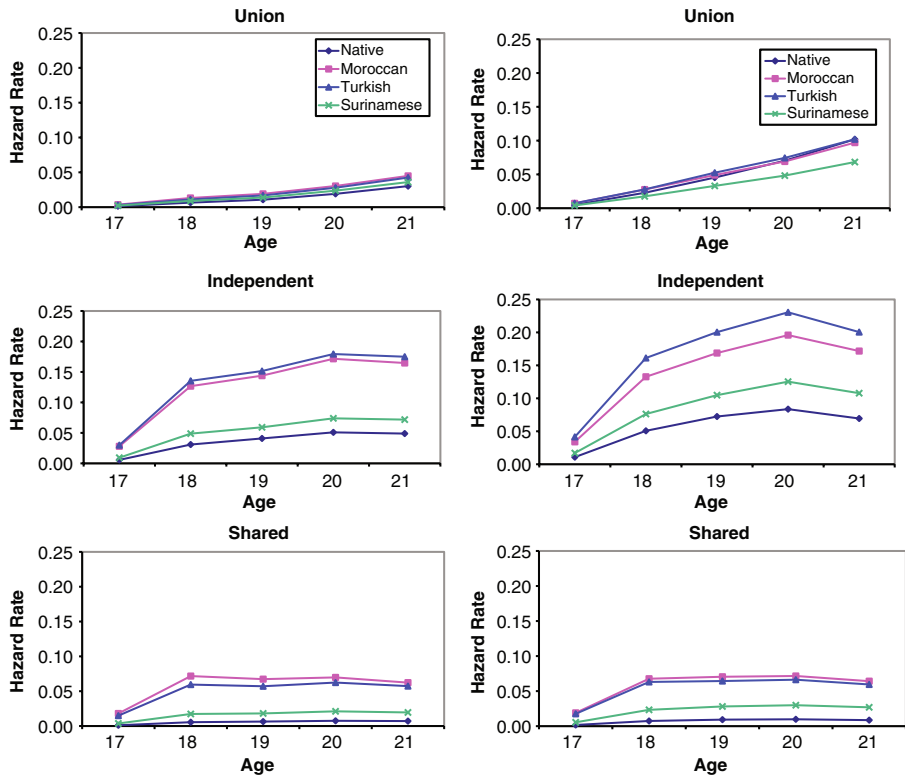 Union
0.25
0.20
0.15
0.10
0.05
0.00
Hazard Rate
Native
Moroccan
Turkish
Surinamese
17 18 19 20 21
Age
Union
0.25
0.20
0.15
0.10
0.05
0.00
Hazard Rate
Native
Moroccan
Turkish
Surinamese
17 18 19 20 21
Age
Independent
0.25
0.20
0.15
0.10
0.05
0.00
Hazard Rate
17 18 19 20 21
Age
Independent
0.25
0.20
0.15
0.10
0.05
0.00
Hazard Rate
17 18 19 20 21
Age
Shared
0.25
0.20
0.15
0.10
0.05
0.00
Hazard Rate
17 18 19 20 21
Age
Shared
0.25
0.20
0.15
0.10
0.05
0.00
Hazard Rate
17 18 19 20 21
Age